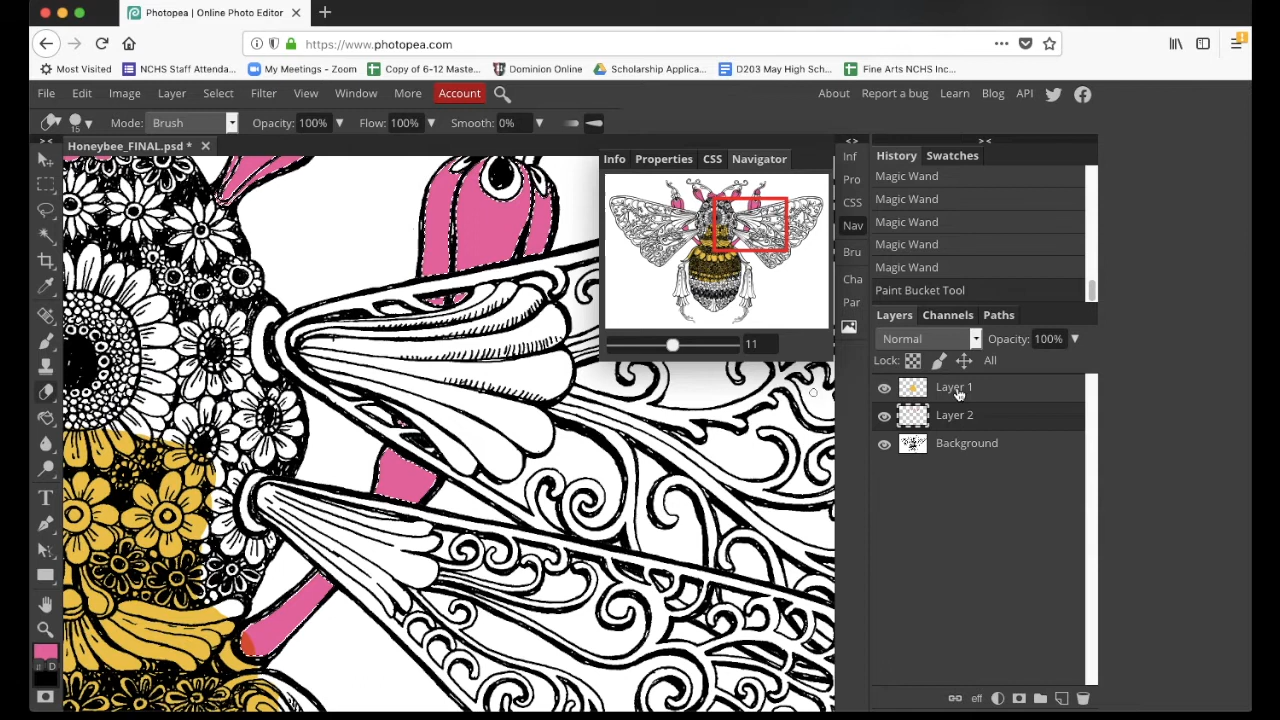 Photopea | Online Photo Editor
https://www.photopea.com
Most Visited
NCHS Staff Attenda...
My Meetings - Zoom
Copy of 6-12 Maste...
Dominion Online
Scholarship Applica...
D203 May High Sch...
Fine Arts NCHS Inc...
File Edit Image Layer Select Filter View Window More Account
About Report a bug Learn Blog API
15
Mode: Brush
Opacity: 100%
Flow: 100%
Smooth: 0%
Honeybee_FINAL.psd *
Info Properties CSS Navigator
11
Inf
Pro
CSS
Nav
Bru
Cha
Par
History Swatches
Magic Wand
Magic Wand
Magic Wand
Magic Wand
Magic Wand
Paint Bucket Tool
Layers Channels Paths
Normal
Opacity: 100%
Lock: All
Layer 1
Layer 2
Background
eff
D